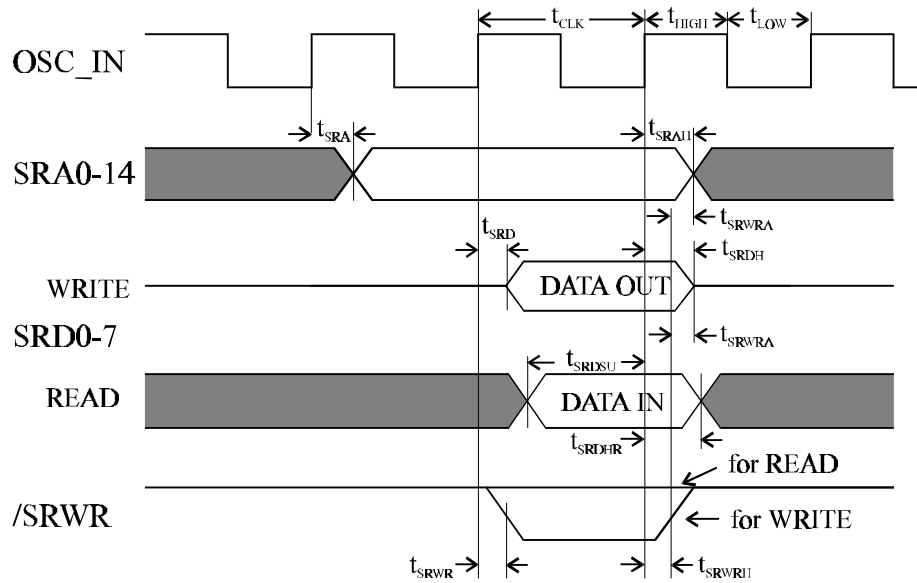 tCLK tHIGH tLOW
OSC_IN
tSRA tSRAH
SRA0-14
tSRWRA
tSRD tSRDH
WRITE DATA OUT
SRD0-7
tSRWRA
tSRDSU
READ DATA IN
tSRDHR
for READ
/SRWR
for WRITE
tSRWR tSRWRH